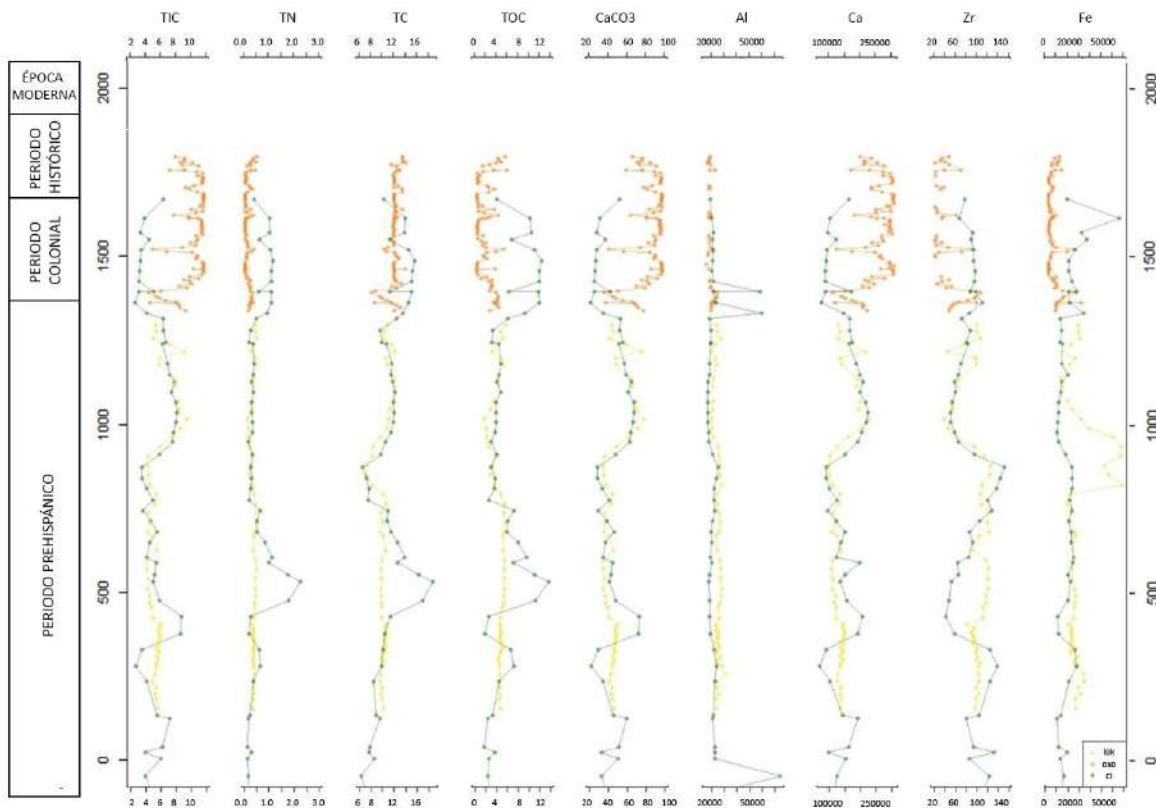 TIC TN TC TOC CaCO3 Al Ca Zr Fe
2 4 6 10 0.0 1.0 2.0 3.0 6 8 12 16 0 4 8 12 20 40 60 80 100 20000 50000 100000 250000 20 60 100 140 0 20000 50000
ÉPOCA
MODERNA
PERIODO
HISTÓRICO
PERIODO
COLONIAL
PERIODO PREHISPÁNICO
2000
1500
1000
500
0
2000
1500
1000
500
0
2 4 6 8 10 0.0 1.0 2.0 3.0 6 8 12 16 0 4 8 12 20 40 60 80 100 20000 50000 100000 250000 20 60 100 140 0 20000 50000